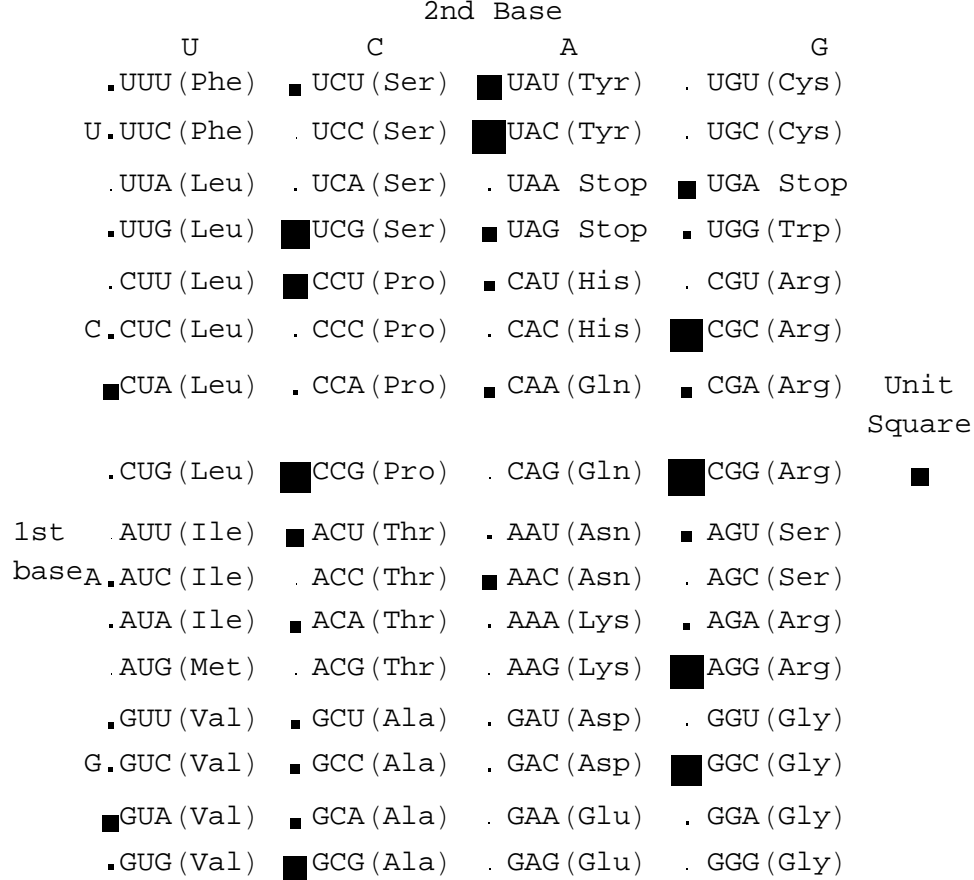 2nd Base
U C A G
UUU(Phe) UCU(Ser) UAU(Tyr) UGU(Cys)
U UUC(Phe) UCC(Ser) UAC(Tyr) UGC(Cys)
UUA(Leu) UCA(Ser) UAA Stop UGA Stop
UUG(Leu) UCG(Ser) UAG Stop UGG(Trp)
CUU(Leu) CCU(Pro) CAU(His) CGU(Arg)
C CUC(Leu) CCC(Pro) CAC(His) CGC(Arg)
CUA(Leu) CCA(Pro) CAA(Gln) CGA(Arg) Unit
Square
CUG(Leu) CCG(Pro) CAG(Gln) CGG(Arg)
1st AUU(Ile) ACU(Thr) AAU(Asn) AGU(Ser)
base A AUC(Ile) ACC(Thr) AAC(Asn) AGC(Ser)
AUA(Ile) ACA(Thr) AAA(Lys) AGA(Arg)
AUG(Met) ACG(Thr) AAG(Lys) AGG(Arg)
GUU(Val) GCU(Ala) GAU(Asp) GGU(Gly)
G GUC(Val) GCC(Ala) GAC(Asp) GGC(Gly)
GUA(Val) GCA(Ala) GAA(Glu) GGA(Gly)
GUG(Val) GCG(Ala) GAG(Glu) GGG(Gly)